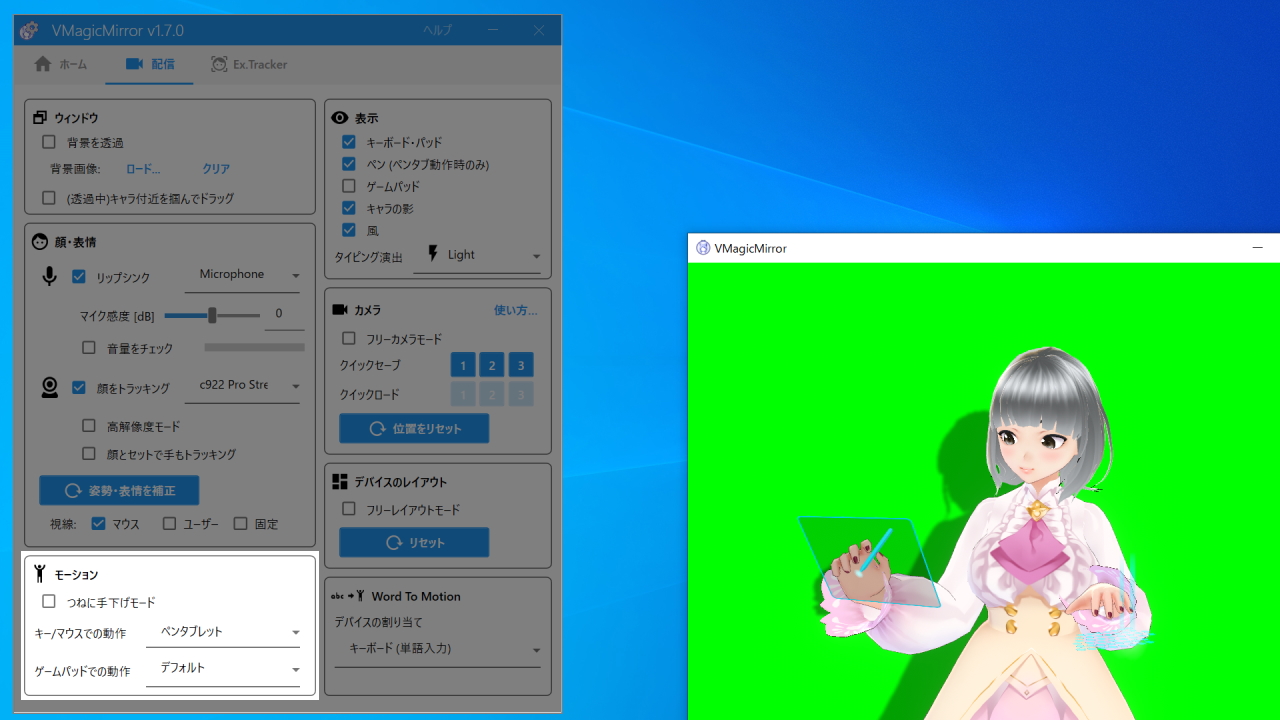 VMagicMirror v1.7.0
ヘルプ
ホーム
配信
Ex.Tracker
ウィンドウ
背景を透過
背景画像:
ロード...
クリア
(透過中)キャラ付近を掴んでドラッグ
顔・表情
リップシンク
Microphone
マイク感度 [dB]
0
音量をチェック
顔をトラッキング
c922 Pro Stre
高解像度モード
顔とセットで手もトラッキング
姿勢・表情を補正
視線:
マウス
ユーザー
固定
モーション
つねに手下げモード
キー/マウスでの動作
ペンタブレット
ゲームパッドでの動作
デフォルト
表示
キーボード・パッド
ペン (ペンタブ動作時のみ)
ゲームパッド
キャラの影
風
タイピング演出
Light
カメラ
使い方...
フリーカメラモード
クイックセーブ
1 2 3
クイックロード
1 2 3
位置をリセット
デバイスのレイアウト
フリーレイアウトモード
リセット
abc
Word To Motion
デバイスの割り当て
キーボード (単語入力)
VMagicMirror